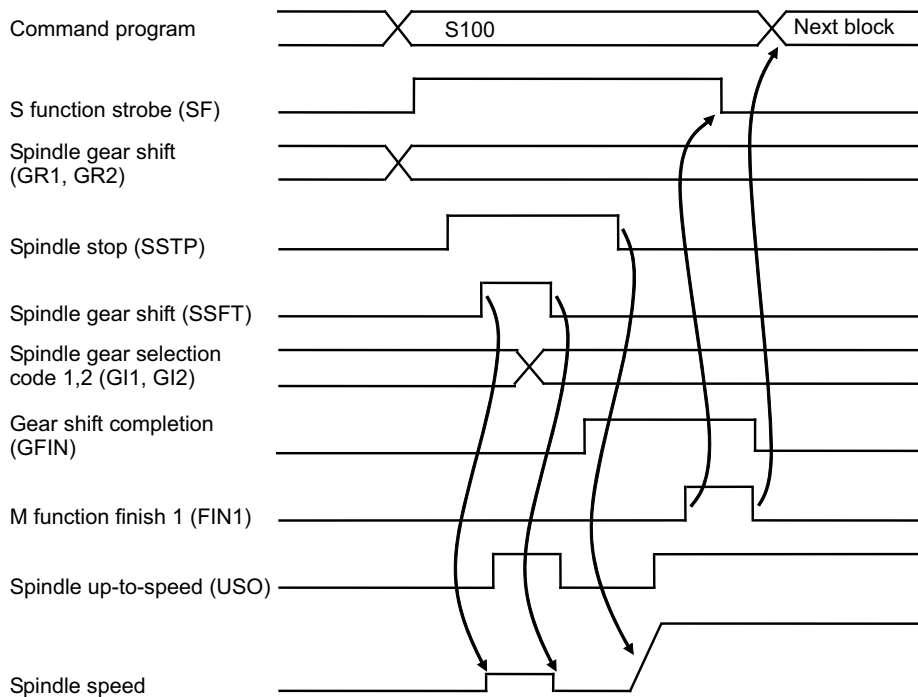 Command program
S100
Next block
S function strobe (SF)
Spindle gear shift
(GR1, GR2)
Spindle stop (SSTP)
Spindle gear shift (SSFT)
Spindle gear selection
code 1,2 (GI1, GI2)
Gear shift completion
(GFIN)
M function finish 1 (FIN1)
Spindle up-to-speed (USO)
Spindle speed